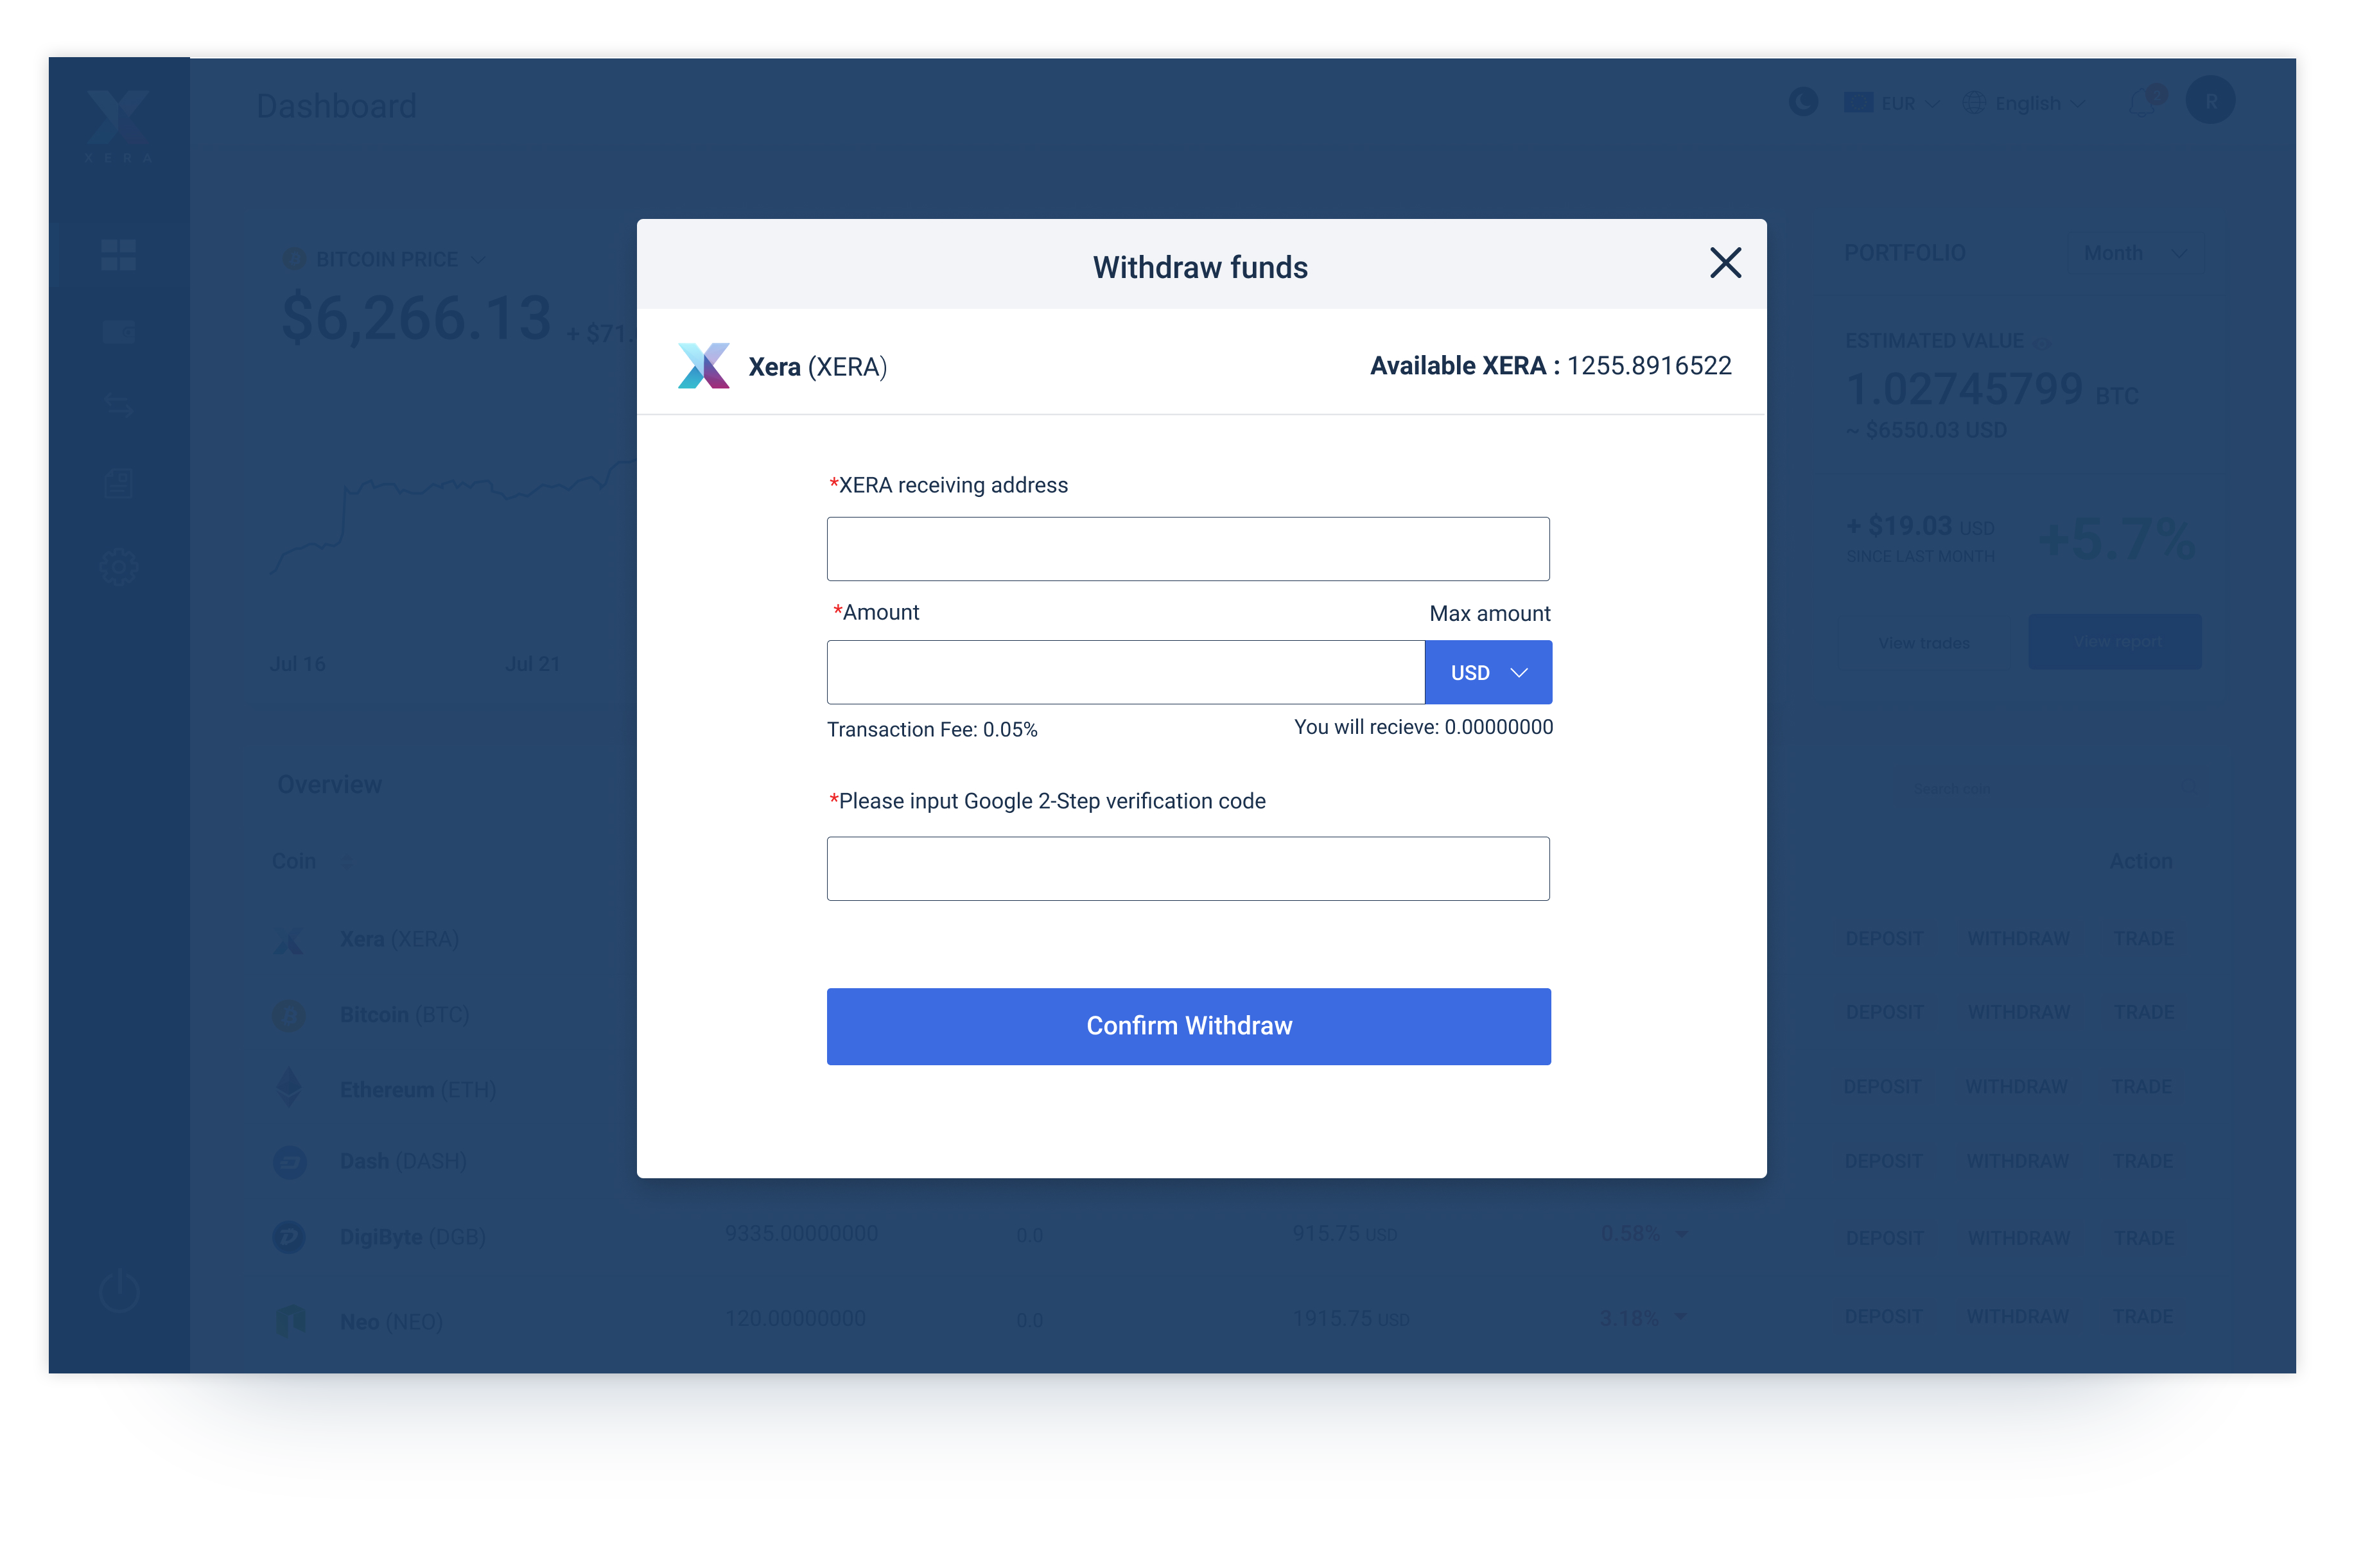 Dashboard
EUR
English
2
R
XERA
BITCOIN PRICE
$6,266.13 + $71.
PORTFOLIO
Month
ESTIMATED VALUE
1.02745799 BTC
~ $6550.03 USD
+ $19.03 USD
SINCE LAST MONTH
+5.7%
View trades
View report
Jul 16
Jul 21
Withdraw funds
Xera (XERA)
Available XERA : 1255.8916522
*XERA receiving address
*Amount
Max amount
USD
Transaction Fee: 0.05%
You will recieve: 0.00000000
*Please input Google 2-Step verification code
Confirm Withdraw
Overview
Search coin
Coin
Action
Xera (XERA)
DEPOSIT WITHDRAW TRADE
Bitcoin (BTC)
DEPOSIT WITHDRAW TRADE
Ethereum (ETH)
DEPOSIT WITHDRAW TRADE
Dash (DASH)
DEPOSIT WITHDRAW TRADE
DigiByte (DGB) 9335.00000000 0.0 915.75 USD 0.58% DEPOSIT WITHDRAW TRADE
Neo (NEO) 120.00000000 0.0 1915.75 USD 3.18% DEPOSIT WITHDRAW TRADE